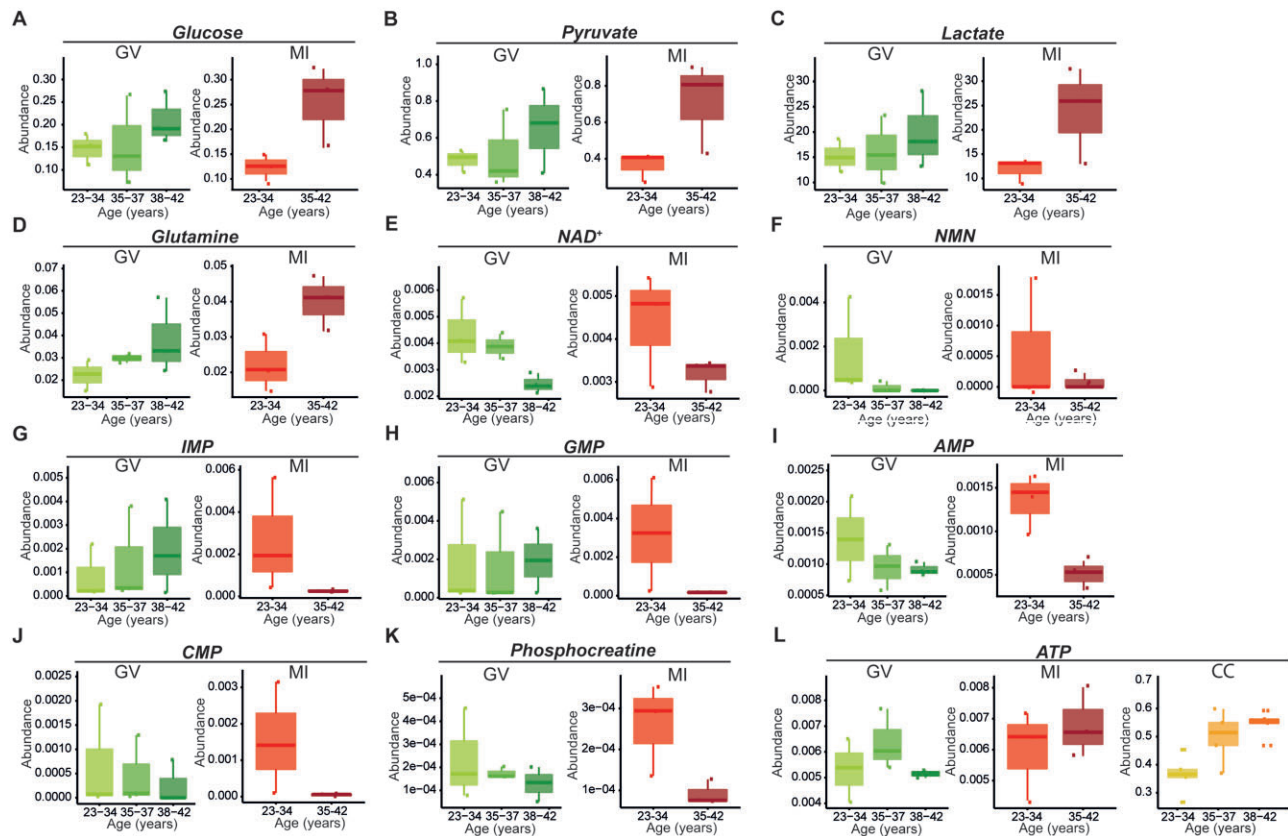 A
Glucose
GV
Abundance
0.30
0.25
0.20
0.15
0.10
23−34 35−37 38−42
Age (years)
MI
Abundance
0.30
0.25
0.20
0.15
0.10
23−34 35-42
Age (years)
B
Pyruvate
GV
Abundance
1.0
0.8
0.6
0.4
23−34 35−37 38−42
Age (years)
MI
Abundance
0.8
0.4
23−34 35-42
Age (years)
C
Lactate
GV
Abundance
30
25
20
15
10
23−34 35−37 38−42
Age (years)
MI
Abundance
30
25
20
15
10
23−34 35-42
Age (years)
D
Glutamine
GV
Abundance
0.07
0.05
0.03
0.02
23−34 35−37 38−42
Age (years)
MI
Abundance
0.05
0.04
0.03
0.02
23−34 35-42
Age (years)
E
NAD⁺
GV
Abundance
0.006
0.005
0.004
0.003
0.002
23−34 35−37 38−42
Age (years)
MI
Abundance
0.005
0.003
23−34 35-42
Age (years)
F
NMN
GV
Abundance
0.004
0.002
0.000
23−34 35−37 38−42
Age (years)
MI
Abundance
0.0015
0.0010
0.0005
0.0000
23−34 35-42
Age (years)
G
IMP
GV
Abundance
0.005
0.004
0.003
0.002
0.001
0.000
23−34 35−37 38−42
Age (years)
MI
Abundance
0.006
0.004
0.002
0.000
23−34 35-42
Age (years)
H
GMP
GV
Abundance
0.006
0.004
0.002
0.000
23−34 35−37 38−42
Age (years)
MI
Abundance
0.006
0.004
0.002
0.000
23−34 35-42
Age (years)
I
AMP
GV
Abundance
0.0025
0.0020
0.0015
0.0010
0.0005
23−34 35−37 38−42
Age (years)
MI
Abundance
0.0015
0.0010
0.0005
23−34 35-42
Age (years)
J
CMP
GV
Abundance
0.0025
0.0020
0.0015
0.0010
0.0005
0.0000
23−34 35−37 38−42
Age (years)
MI
Abundance
0.003
0.002
0.001
0.000
23−34 35-42
Age (years)
K
Phosphocreatine
GV
Abundance
5e−04
4e−04
3e−04
2e−04
1e−04
23−34 35−37 38−42
Age (years)
MI
Abundance
3e−04
2e−04
1e−04
23−34 35-42
Age (years)
L
ATP
GV
Abundance
0.008
0.007
0.006
0.005
0.004
23−34 35−37 38−42
Age (years)
MI
Abundance
0.008
0.007
0.006
0.005
23−34 35-42
Age (years)
CC
Abundance
0.7
0.6
0.5
0.4
0.3
0.2
23−34 35−37 38−42
Age (years)